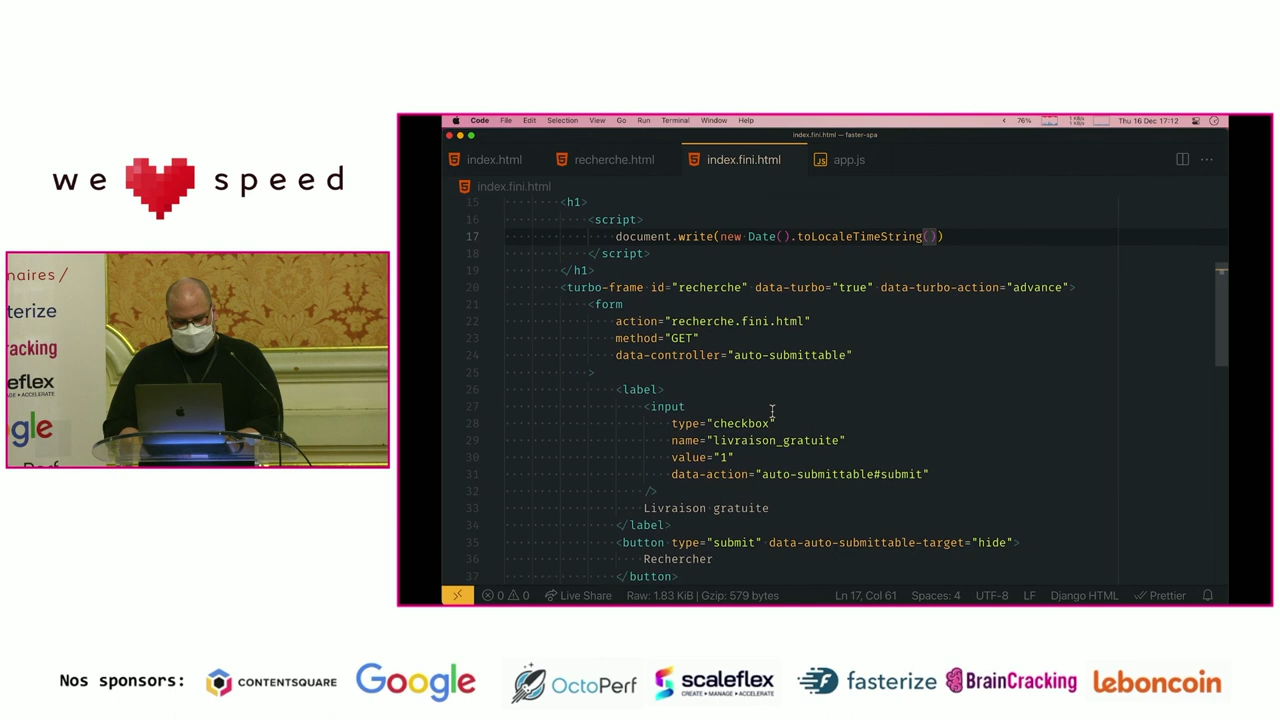 we speed
naires /
terize
racking
eflex
gle
Code File Edit Selection View Go Run Terminal Window Help
76% 1 KB/s 1 KB/s Thu 16 Dec 17:12
index.fini.html — faster-spa
index.html recherche.html index.fini.html JS app.js
index.fini.html
15 <h1>
16 <script>
17 document.write(new Date().toLocaleTimeString())
18 </script>
19 </h1>
20 <turbo-frame id="recherche" data-turbo="true" data-turbo-action="advance">
21 <form
22 action="recherche.fini.html"
23 method="GET"
24 data-controller="auto-submittable"
25 >
26 <label>
27 <input
28 type="checkbox"
29 name="livraison_gratuite"
30 value="1"
31 data-action="auto-submittable#submit"
32 />
33 Livraison gratuite
34 </label>
35 <button type="submit" data-auto-submittable-target="hide">
36 Rechercher
37 </button>
0 0 Live Share Raw: 1.83 KiB | Gzip: 579 bytes Ln 17, Col 61 Spaces: 4 UTF-8 LF Django HTML Prettier
Nos sponsors: CONTENTSQUARE Google OctoPerf scaleflex fasterize BrainCracking leboncoin
CREATE • MANAGE • ACCELERATE